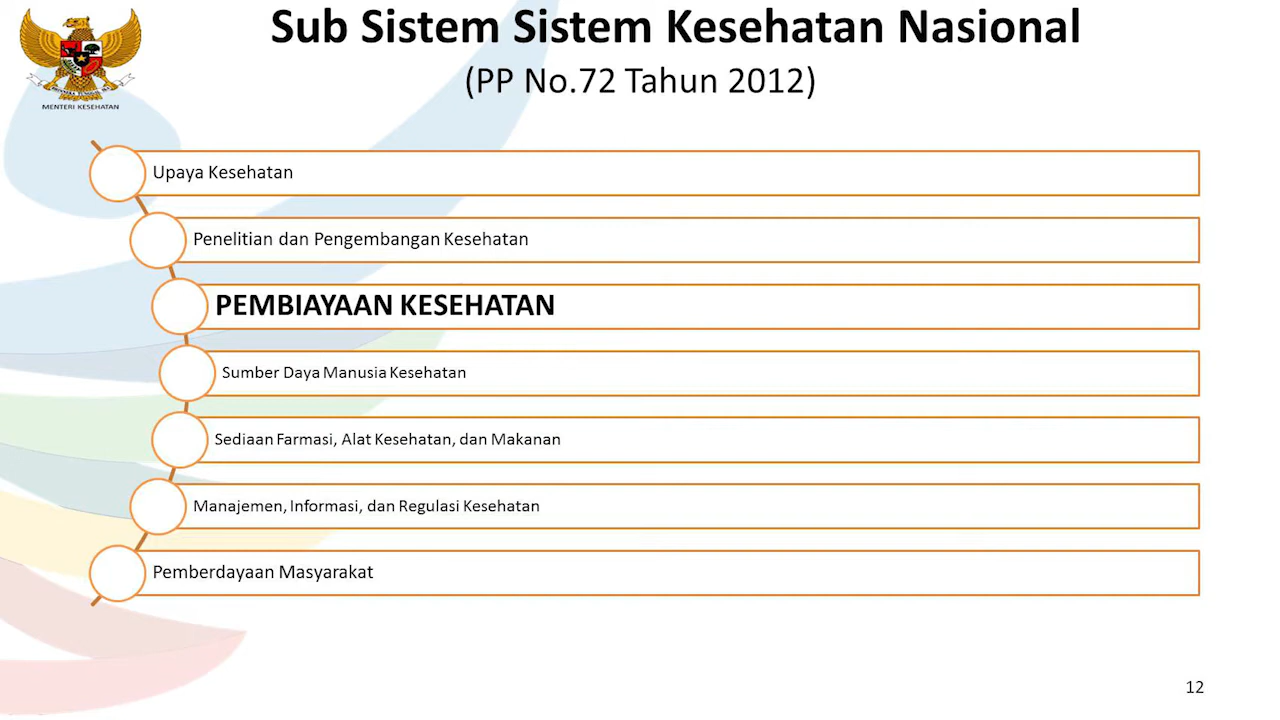 Sub Sistem Sistem Kesehatan Nasional
(PP No.72 Tahun 2012)
MENTERI KESEHATAN
Upaya Kesehatan
Penelitian dan Pengembangan Kesehatan
PEMBIAYAAN KESEHATAN
Sumber Daya Manusia Kesehatan
Sediaan Farmasi, Alat Kesehatan, dan Makanan
Manajemen, Informasi, dan Regulasi Kesehatan
Pemberdayaan Masyarakat
12